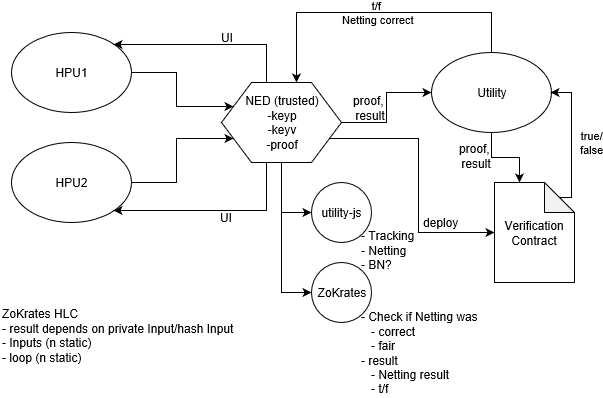 t/f
Netting correct
UI
HPU1
NED (trusted)
-keyp
-keyv
-proof
proof,
result
Utility
true/
false
proof,
result
HPU2
UI
utility-js
deploy
Verification
Contract
- Tracking
- Netting
- BN?
ZoKrates
ZoKrates HLC
- result depends on private Input/hash Input
- Inputs (n static)
- loop (n static)
- Check if Netting was
- correct
- fair
- result
- Netting result
- t/f